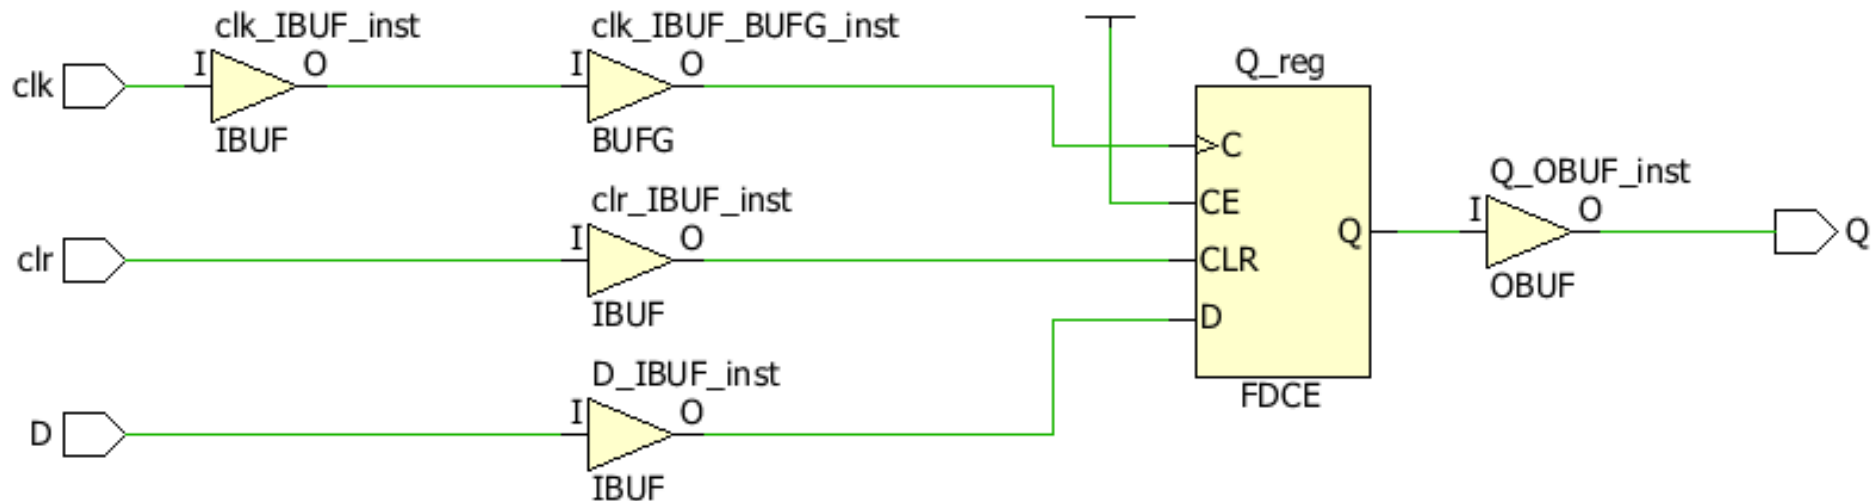 clk_IBUF_inst
clk_IBUF_BUFG_inst
Q_reg
clk
I
O
I
O
IBUF
BUFG
C
CE
CLR
D
Q
FDCE
clr_IBUF_inst
clr
I
O
IBUF
D_IBUF_inst
D
I
O
IBUF
Q_OBUF_inst
I
O
OBUF
Q